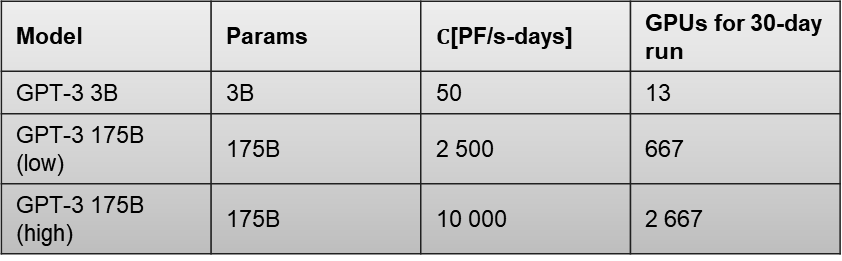 Model Params C[PF/s-days] GPUs for 30-day
run
GPT-3 3B 3B 50 13
GPT-3 175B
(low) 175B 2 500 667
GPT-3 175B
(high) 175B 10 000 2 667